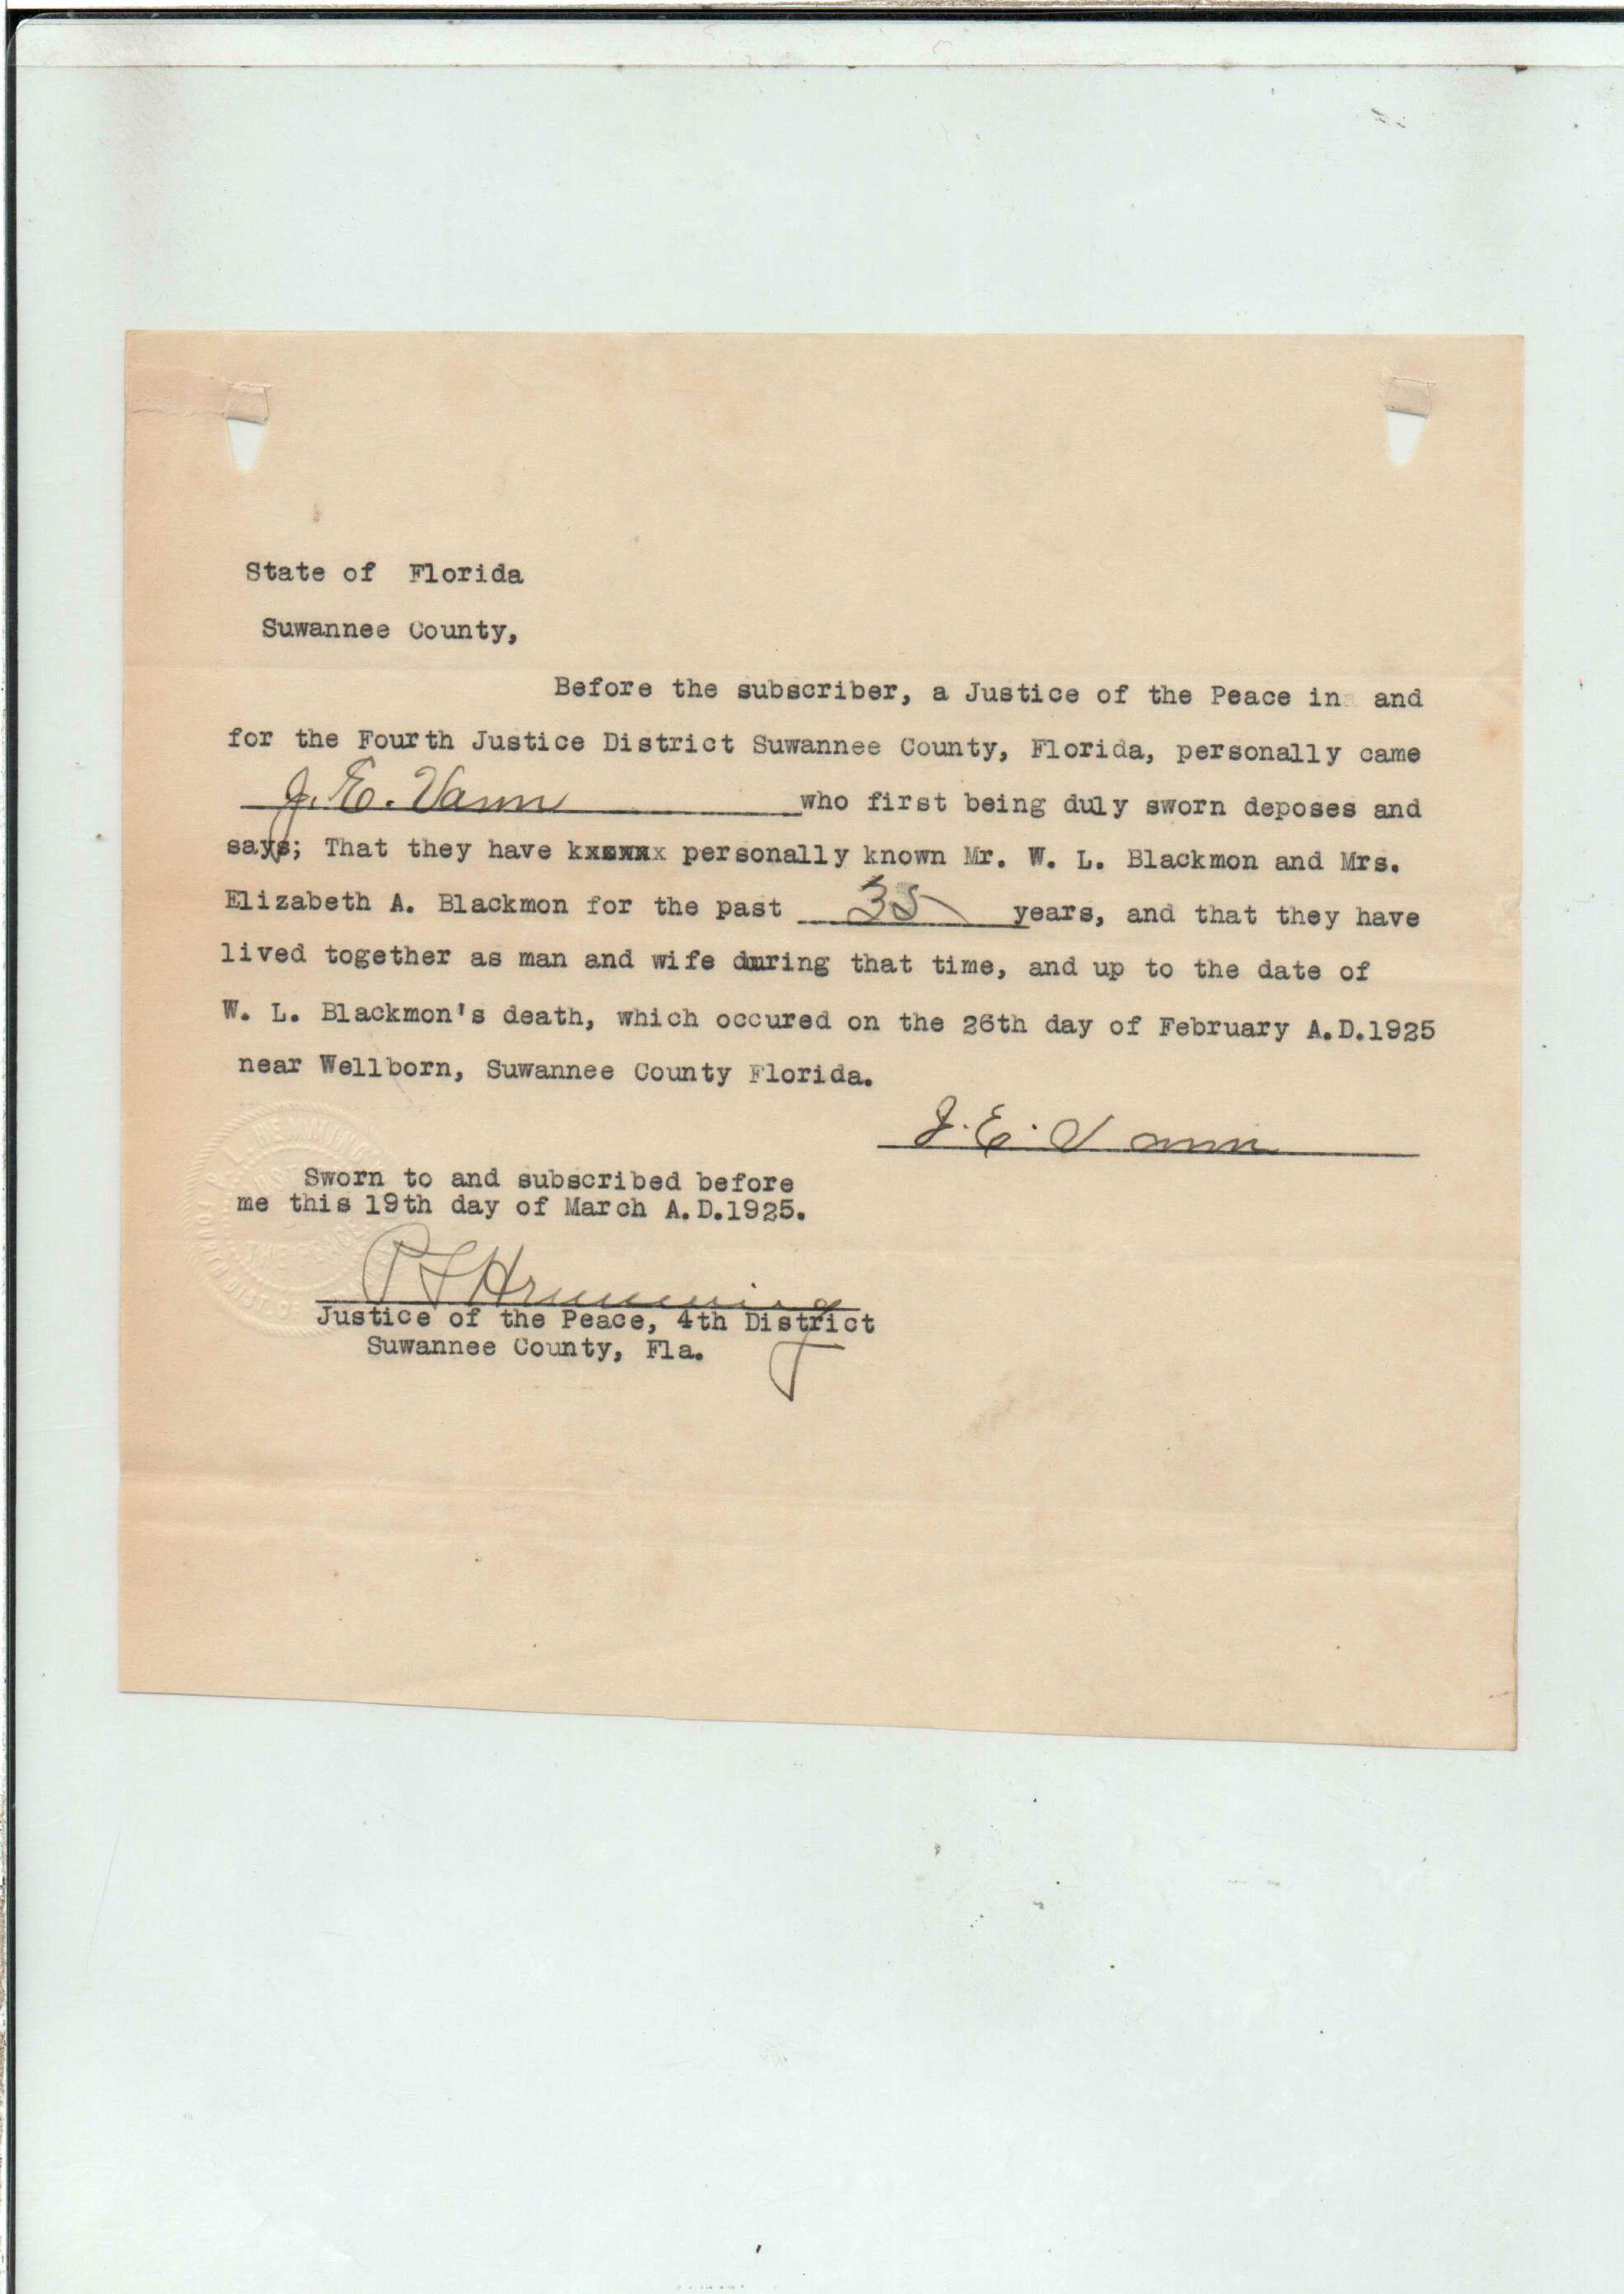 State of Florida
Suwannee County,
Before the subscriber, a Justice of the Peace in and
for the Fourth Justice District Suwannee County, Florida, personally came
J. E. Vann who first being duly sworn deposes and
says; That they have kxxwxx personally known Mr. W. L. Blackmon and Mrs.
Elizabeth A. Blackmon for the past 35 years, and that they have
lived together as man and wife during that time, and up to the date of
W. L. Blackmon's death, which occured on the 26th day of February A.D.1925
near Wellborn, Suwannee County Florida.
J. E. Vann
Sworn to and subscribed before
me this 19th day of March A.D.1925.
Justice of the Peace, 4th District
Suwannee County, Fla.